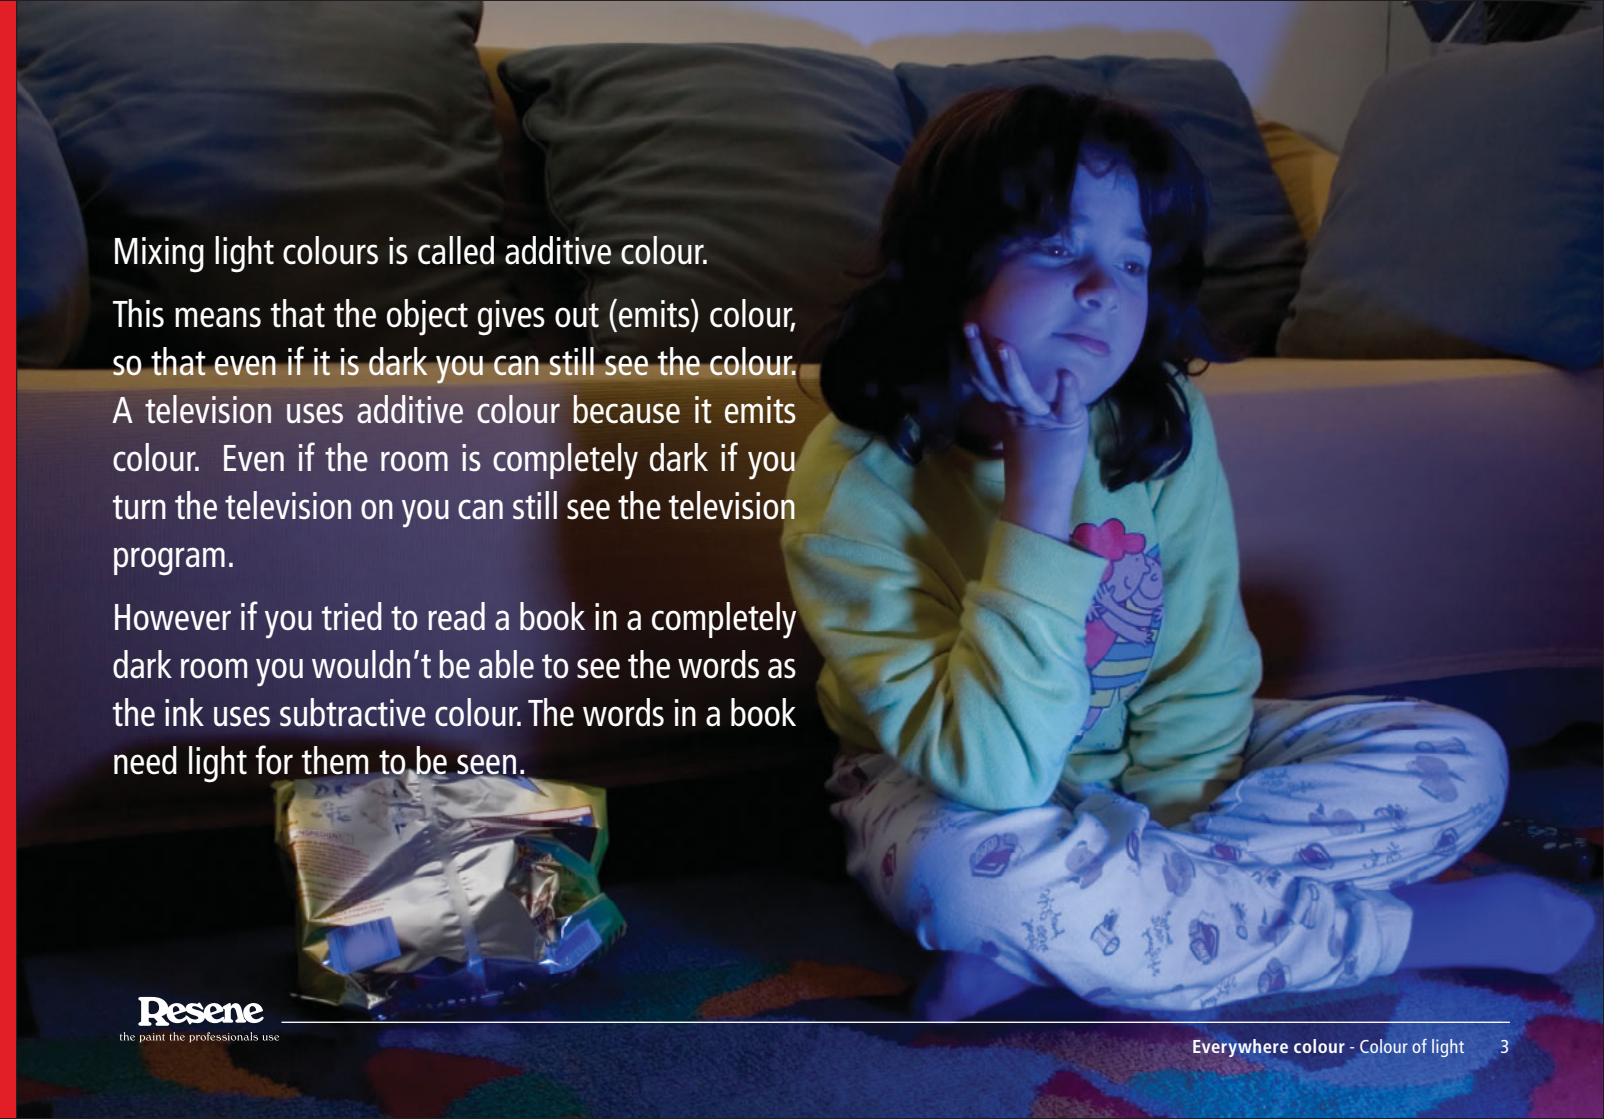 Mixing light colours is called additive colour.
This means that the object gives out (emits) colour,
so that even if it is dark you can still see the colour.
A television uses additive colour because it emits
colour. Even if the room is completely dark if you
turn the television on you can still see the television
program.
However if you tried to read a book in a completely
dark room you wouldn't be able to see the words as
the ink uses subtractive colour. The words in a book
need light for them to be seen.
INGREDIENT
Resene
the paint the professionals use
Everywhere colour - Colour of light 3